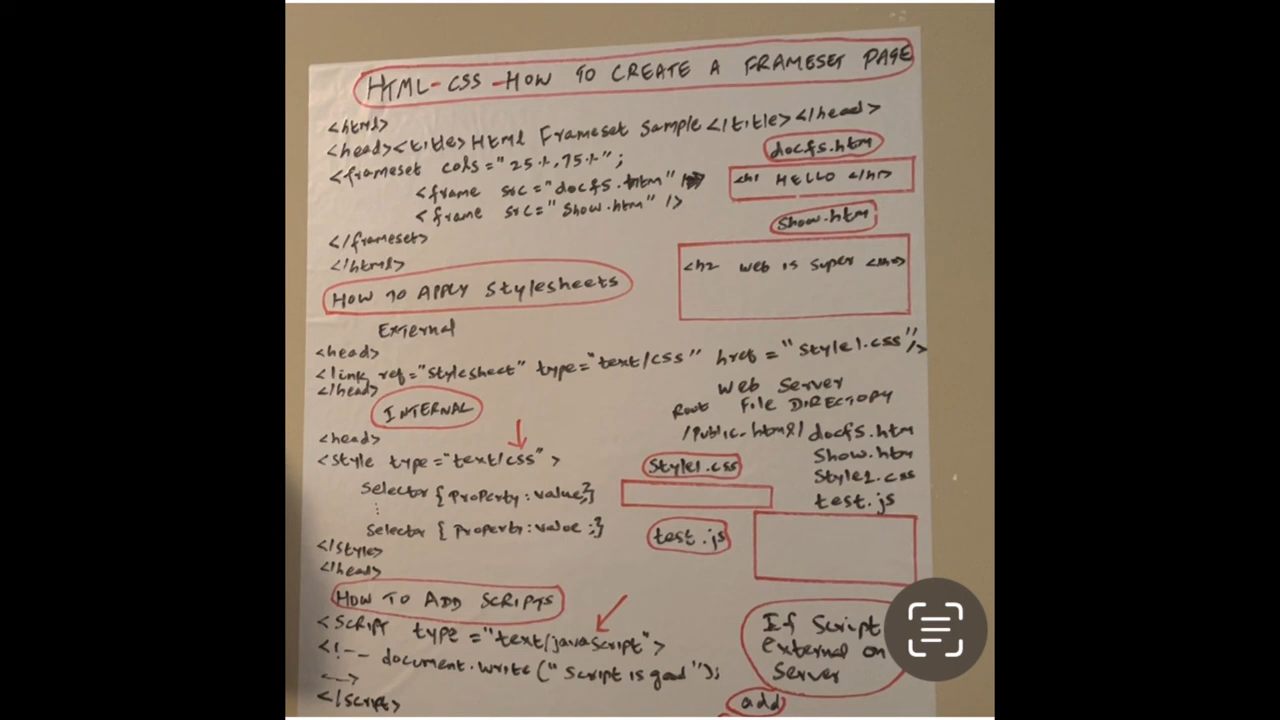 HTML-CSS-HOW TO CREATE A FRAMESET PAGE
<html>
<head><title>Html Frameset Sample</title></head>
<frameset cols="25%,75%";
<frame src="docfs.htm" />
<frame src="Show.htm" />
</frameset>
</html>
docfs.htm
<h1 HELLO </h1>
Show.htm
<h2 web is super </h2>
HOW TO APPLY Stylesheets
External
<head>
<link ref="Stylesheet" type="text/css" href="Style1.css"/>
</head>
INTERNAL
<head>
<Style type="text/css">
Selector { Property: value;}
⋮
Selector { Property: value ;}
</Style>
</head>
Web Server
Root File DIRECTORY
/Public-html/ docfs.htm
Show.htm
Style1.css
test.js
Style1.css
test.js
HOW TO ADD SCRIPTS
<SCRIPT type="text/javaScript">
<!-- document.write("Script is good");
-->
</Script>
If Script
external on
Server
add